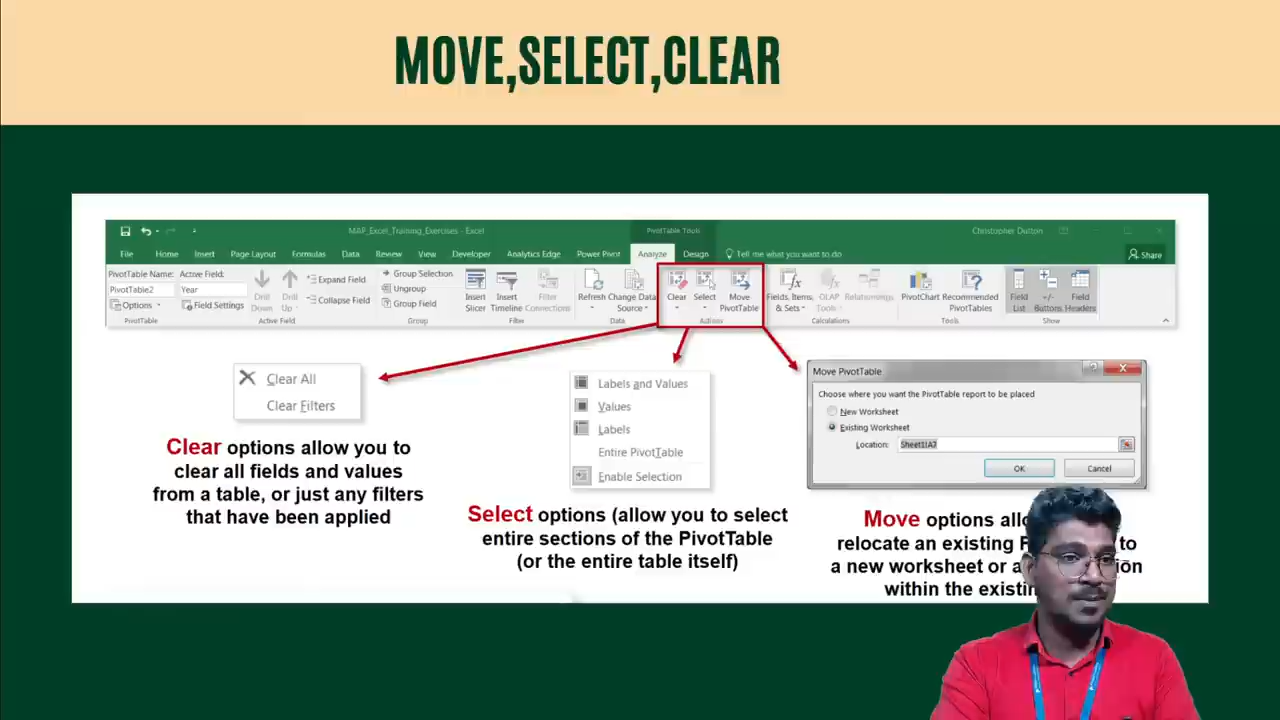 MOVE,SELECT,CLEAR
MAP_Excel_Training_Exercises - Excel
PivotTable Tools
Christopher Dutton
File Home Insert Page Layout Formulas Data Review View Developer Analytics Edge Power Pivot Analyze Design Tell me what you want to do Share
PivotTable Name:
PivotTable2
Options
PivotTable
Active Field:
Year
Field Settings
Drill Down
Drill Up
Expand Field
Collapse Field
Active Field
Group Selection
Ungroup
Group Field
Group
Insert Slicer
Insert Timeline
Filter Connections
Filter
Refresh
Change Data Source
Data
Clear
Select
Move PivotTable
Actions
Fields, Items, & Sets
OLAP Tools
Relationships
Calculations
PivotChart
Recommended PivotTables
Tools
Field List
+/- Buttons
Field Headers
Show
Clear All
Clear Filters
Clear options allow you to
clear all fields and values
from a table, or just any filters
that have been applied
Labels and Values
Values
Labels
Entire PivotTable
Enable Selection
Select options (allow you to select
entire sections of the PivotTable
(or the entire table itself)
Move PivotTable
Choose where you want the PivotTable report to be placed
New Worksheet
Existing Worksheet
Location: Sheet1!A7
OK Cancel
Move options
relocate an existing to
a new worksheet or
within the